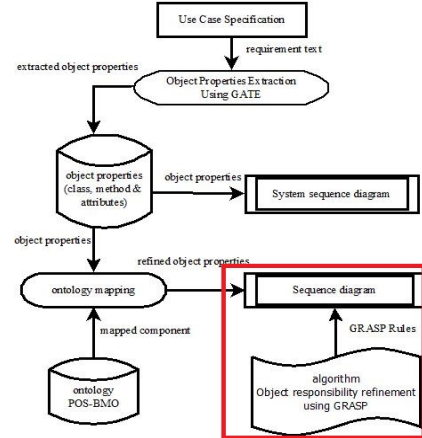 Use Case Specification
requirement text
extracted object properties
Object Properties Extraction
Using GATE
object properties
(class, method &
attributes)
object properties
System sequence diagram
object properties
refined object properties
ontology mapping
Sequence diagram
mapped component
GRASP Rules
ontology
POS-BMO
algorithm
Object responsibility refinement
using GRASP